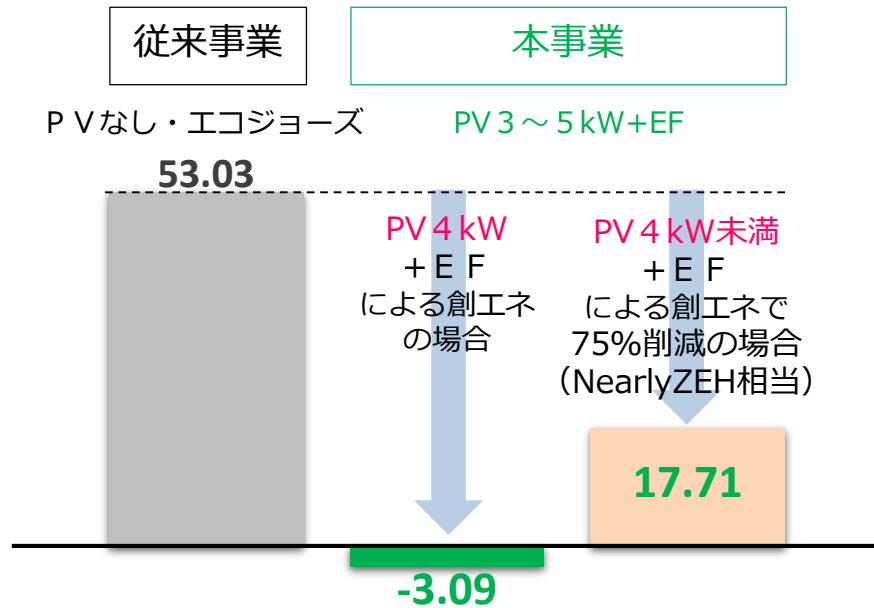 従来事業
本事業
ＰＶなし・エコジョーズ
PV３～５kW+EF
53.03
PV４kW
＋ＥＦ
による創エネ
の場合
PV４kW未満
＋ＥＦ
による創エネで
75%削減の場合
（NearlyZEH相当）
17.71
-3.09